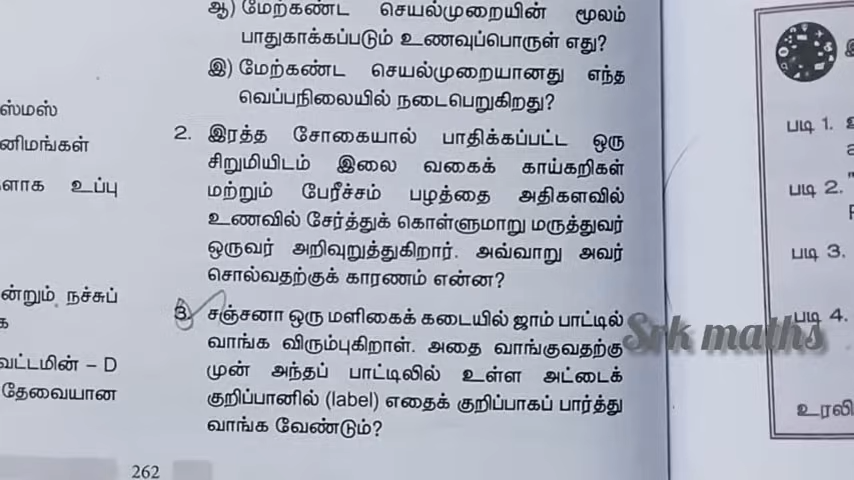 ஆ) மேற்கண்ட செயல்முறையின் மூலம்
பாதுகாக்கப்படும் உணவுப்பொருள் எது?
இ) மேற்கண்ட செயல்முறையானது எந்த
வெப்பநிலையில் நடைபெறுகிறது?
2. இரத்த சோகையால் பாதிக்கப்பட்ட ஒரு
சிறுமியிடம் இலை வகைக் காய்கறிகள்
மற்றும் பேரீச்சம் பழத்தை அதிகளவில்
உணவில் சேர்த்துக் கொள்ளுமாறு மருத்துவர்
ஒருவர் அறிவுறுத்துகிறார். அவ்வாறு அவர்
சொல்வதற்குக் காரணம் என்ன?
3. சஞ்சனா ஒரு மளிகைக் கடையில் ஜாம் பாட்டில்
வாங்க விரும்புகிறாள். அதை வாங்குவதற்கு
முன் அந்தப் பாட்டிலில் உள்ள அட்டைக்
குறிப்பானில் (label) எதைக் குறிப்பாகப் பார்த்து
வாங்க வேண்டும்?
262
ஸ்மஸ்
னிமங்கள்
ளாக உப்பு
ன்றும் நச்சுப்
க
வட்டமின் – D
தேவையான
படி 1.
படி 2.
படி 3.
படி 4.
உரலி
Srk maths